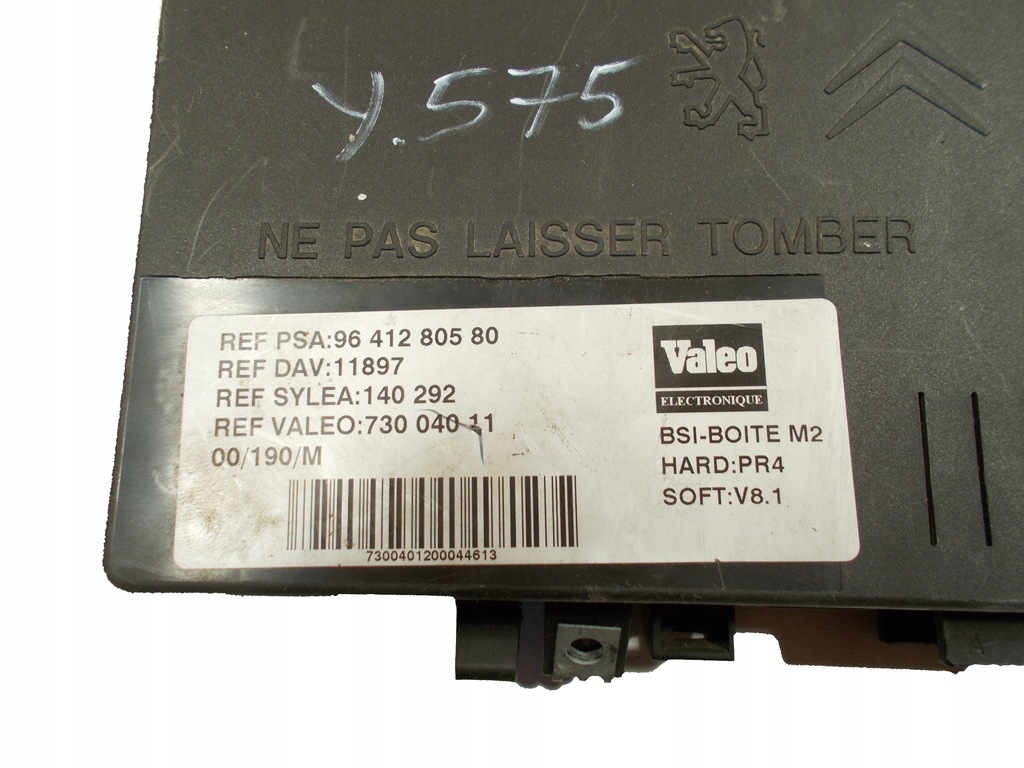 Y.575
NE PAS LAISSER TOMBER
REF PSA:96 412 805 80
REF DAV:11897
REF SYLEA:140 292
REF VALEO:730 040 11
00/190/M
7300401200044613
Valeo
ELECTRONIQUE
BSI-BOITE M2
HARD:PR4
SOFT:V8.1